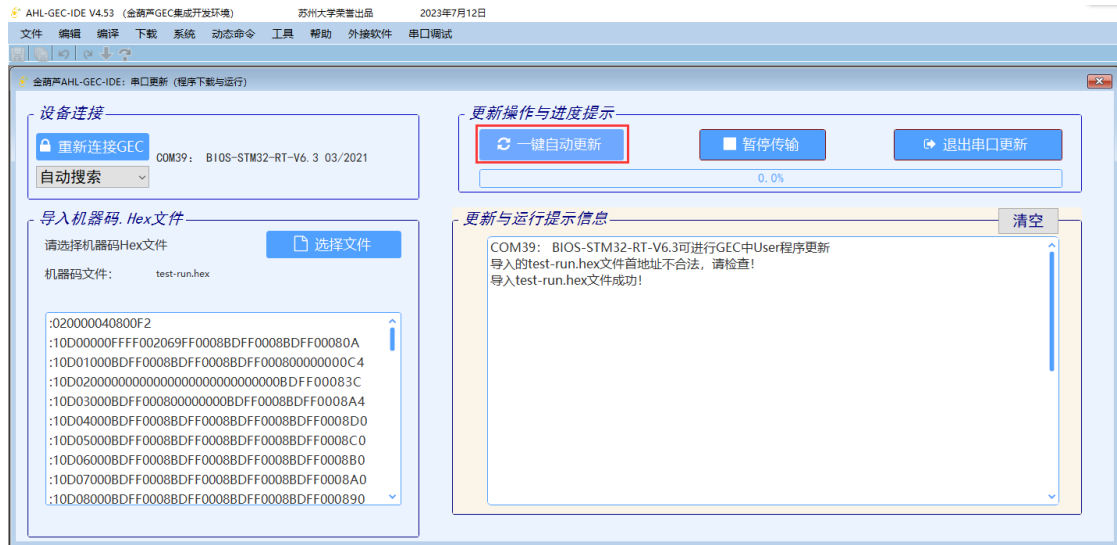 AHL-GEC-IDE V4.53 (金葫芦GEC集成开发环境) 苏州大学荣誉出品 2023年7月12日
文件 编辑 编译 下载 系统 动态命令 工具 帮助 外接软件 串口调试
金葫芦AHL-GEC-IDE: 串口更新 (程序下载与运行)
设备连接
重新连接GEC
COM39: BIOS-STM32-RT-V6.3 03/2021
自动搜索
更新操作与进度提示
一键自动更新
暂停传输
退出串口更新
0.0%
导入机器码.Hex文件
请选择机器码Hex文件
选择文件
机器码文件: test-run.hex
:020000040800F2
:10D00000FFFF002069FF0008BDFF0008BDFF00080A
:10D01000BDFF0008BDFF0008BDFF000800000000C4
:10D02000000000000000000000000000BDFF00083C
:10D03000BDFF000800000000BDFF0008BDFF0008A4
:10D04000BDFF0008BDFF0008BDFF0008BDFF0008D0
:10D05000BDFF0008BDFF0008BDFF0008BDFF0008C0
:10D06000BDFF0008BDFF0008BDFF0008BDFF0008B0
:10D07000BDFF0008BDFF0008BDFF0008BDFF0008A0
:10D08000BDFF0008BDFF0008BDFF0008BDFF000890
更新与运行提示信息
清空
COM39: BIOS-STM32-RT-V6.3可进行GEC中User程序更新
导入的test-run.hex文件首地址不合法，请检查!
导入test-run.hex文件成功!